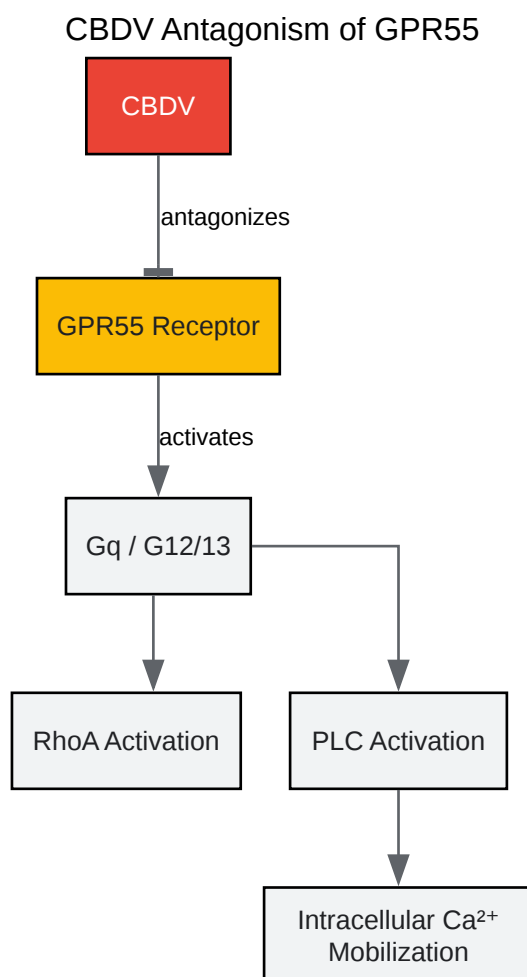 CBDV Antagonism of GPR55
CBDV
antagonizes
GPR55 Receptor
activates
Gq / G12/13
RhoA Activation
PLC Activation
Intracellular Ca²⁺
Mobilization